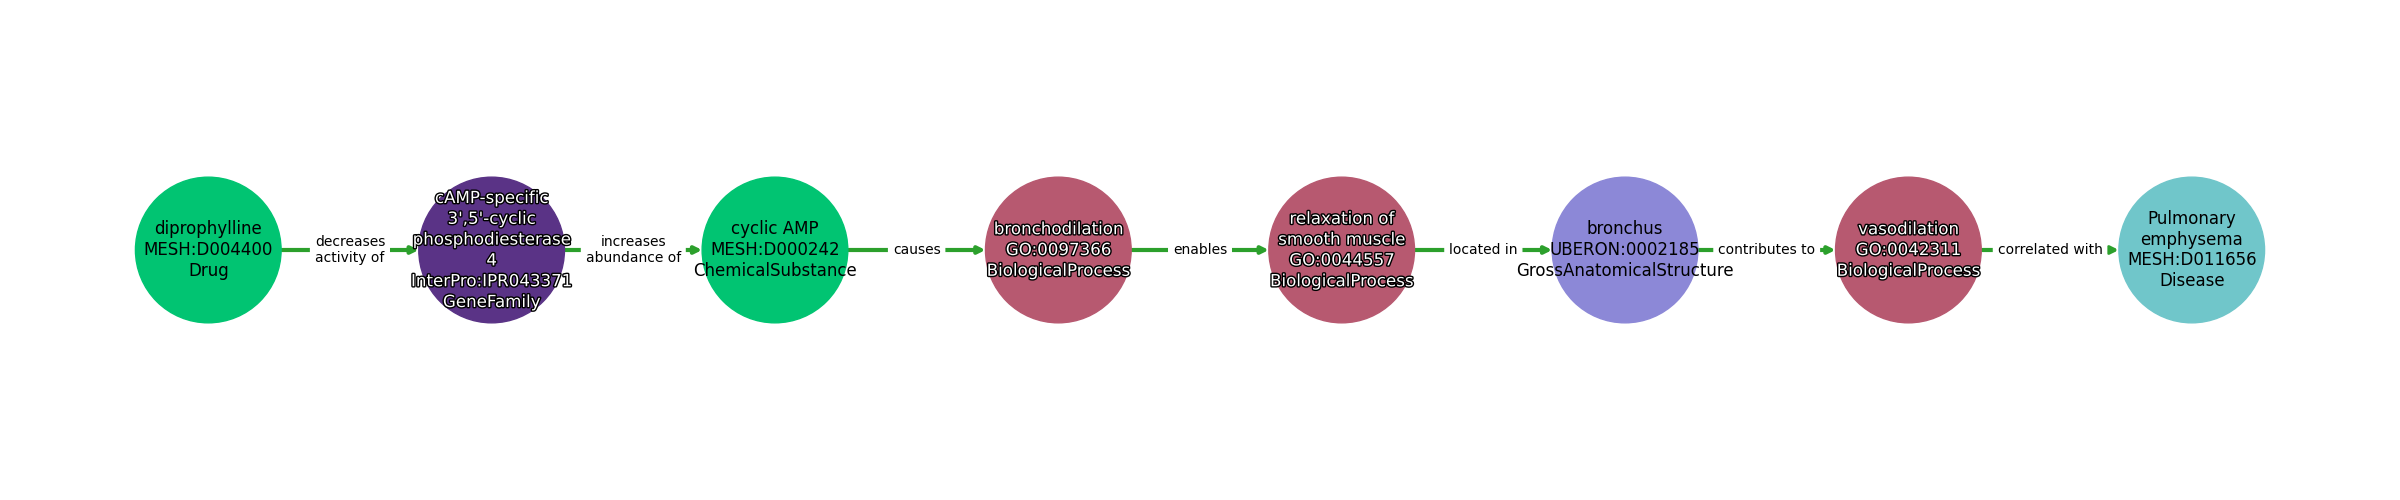 diprophylline
MESH:D004400
Drug
decreases
activity of
cAMP-specific
3',5'-cyclic
phosphodiesterase
4
InterPro:IPR043371
GeneFamily
increases
abundance of
cyclic AMP
MESH:D000242
ChemicalSubstance
causes
bronchodilation
GO:0097366
BiologicalProcess
enables
relaxation of
smooth muscle
GO:0044557
BiologicalProcess
located in
bronchus
UBERON:0002185
GrossAnatomicalStructure
contributes to
vasodilation
GO:0042311
BiologicalProcess
correlated with
Pulmonary
emphysema
MESH:D011656
Disease